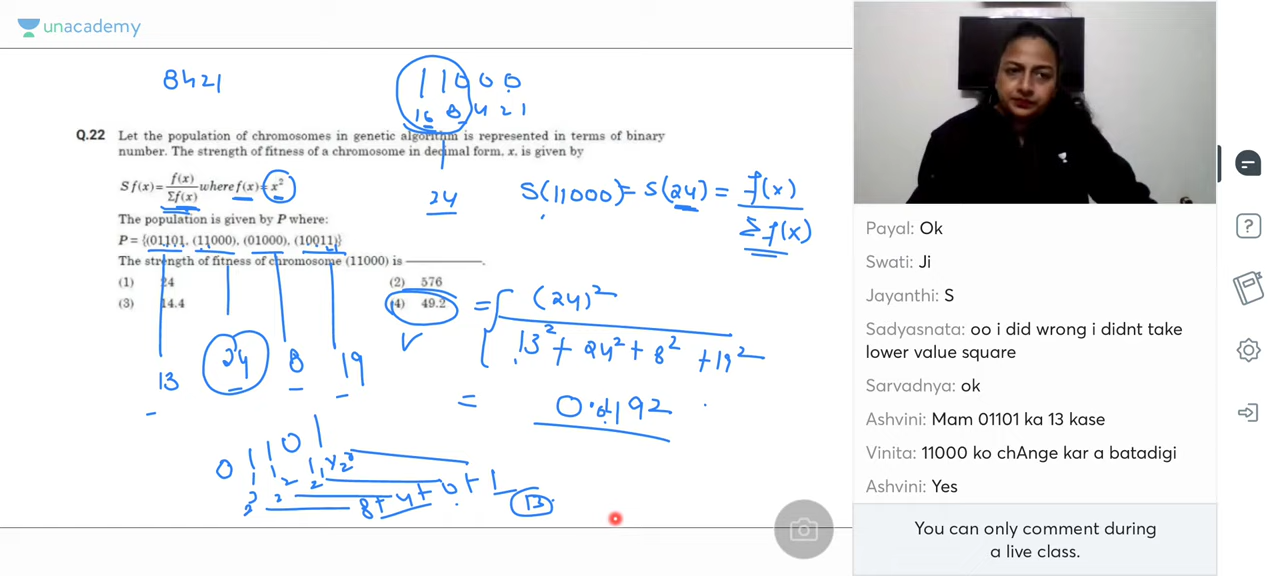 unacademy
8421
11000
16 8 4 2 1
Q.22 Let the population of chromosomes in genetic algorithm is represented in terms of binary
number. The strength of fitness of a chromosome in decimal form, x, is given by
S f(x)= f(x)/Σf(x) where f(x)= x²
24
S(11000)= S(24) = f(x)/Σf(x)
The population is given by P where:
P = {(01101, (11000), (01000), (10011)}
The strength of fitness of chromosome (11000) is ________.
(1) 24 (2) 576
(3) 14.4 (4) 49.2
= (24)²
13² + 24² + 8² + 19²
13 24 8 19
=
0 1 1 0 1
8+ 4+ 0+ 1
13
Payal: Ok
Swati: Ji
Jayanthi: S
Sadyasnata: oo i did wrong i didnt take
lower value square
Sarvadnya: ok
Ashvini: Mam 01101 ka 13 kase
Vinita: 11000 ko chAnge kar a batadigi
Ashvini: Yes
You can only comment during
a live class.